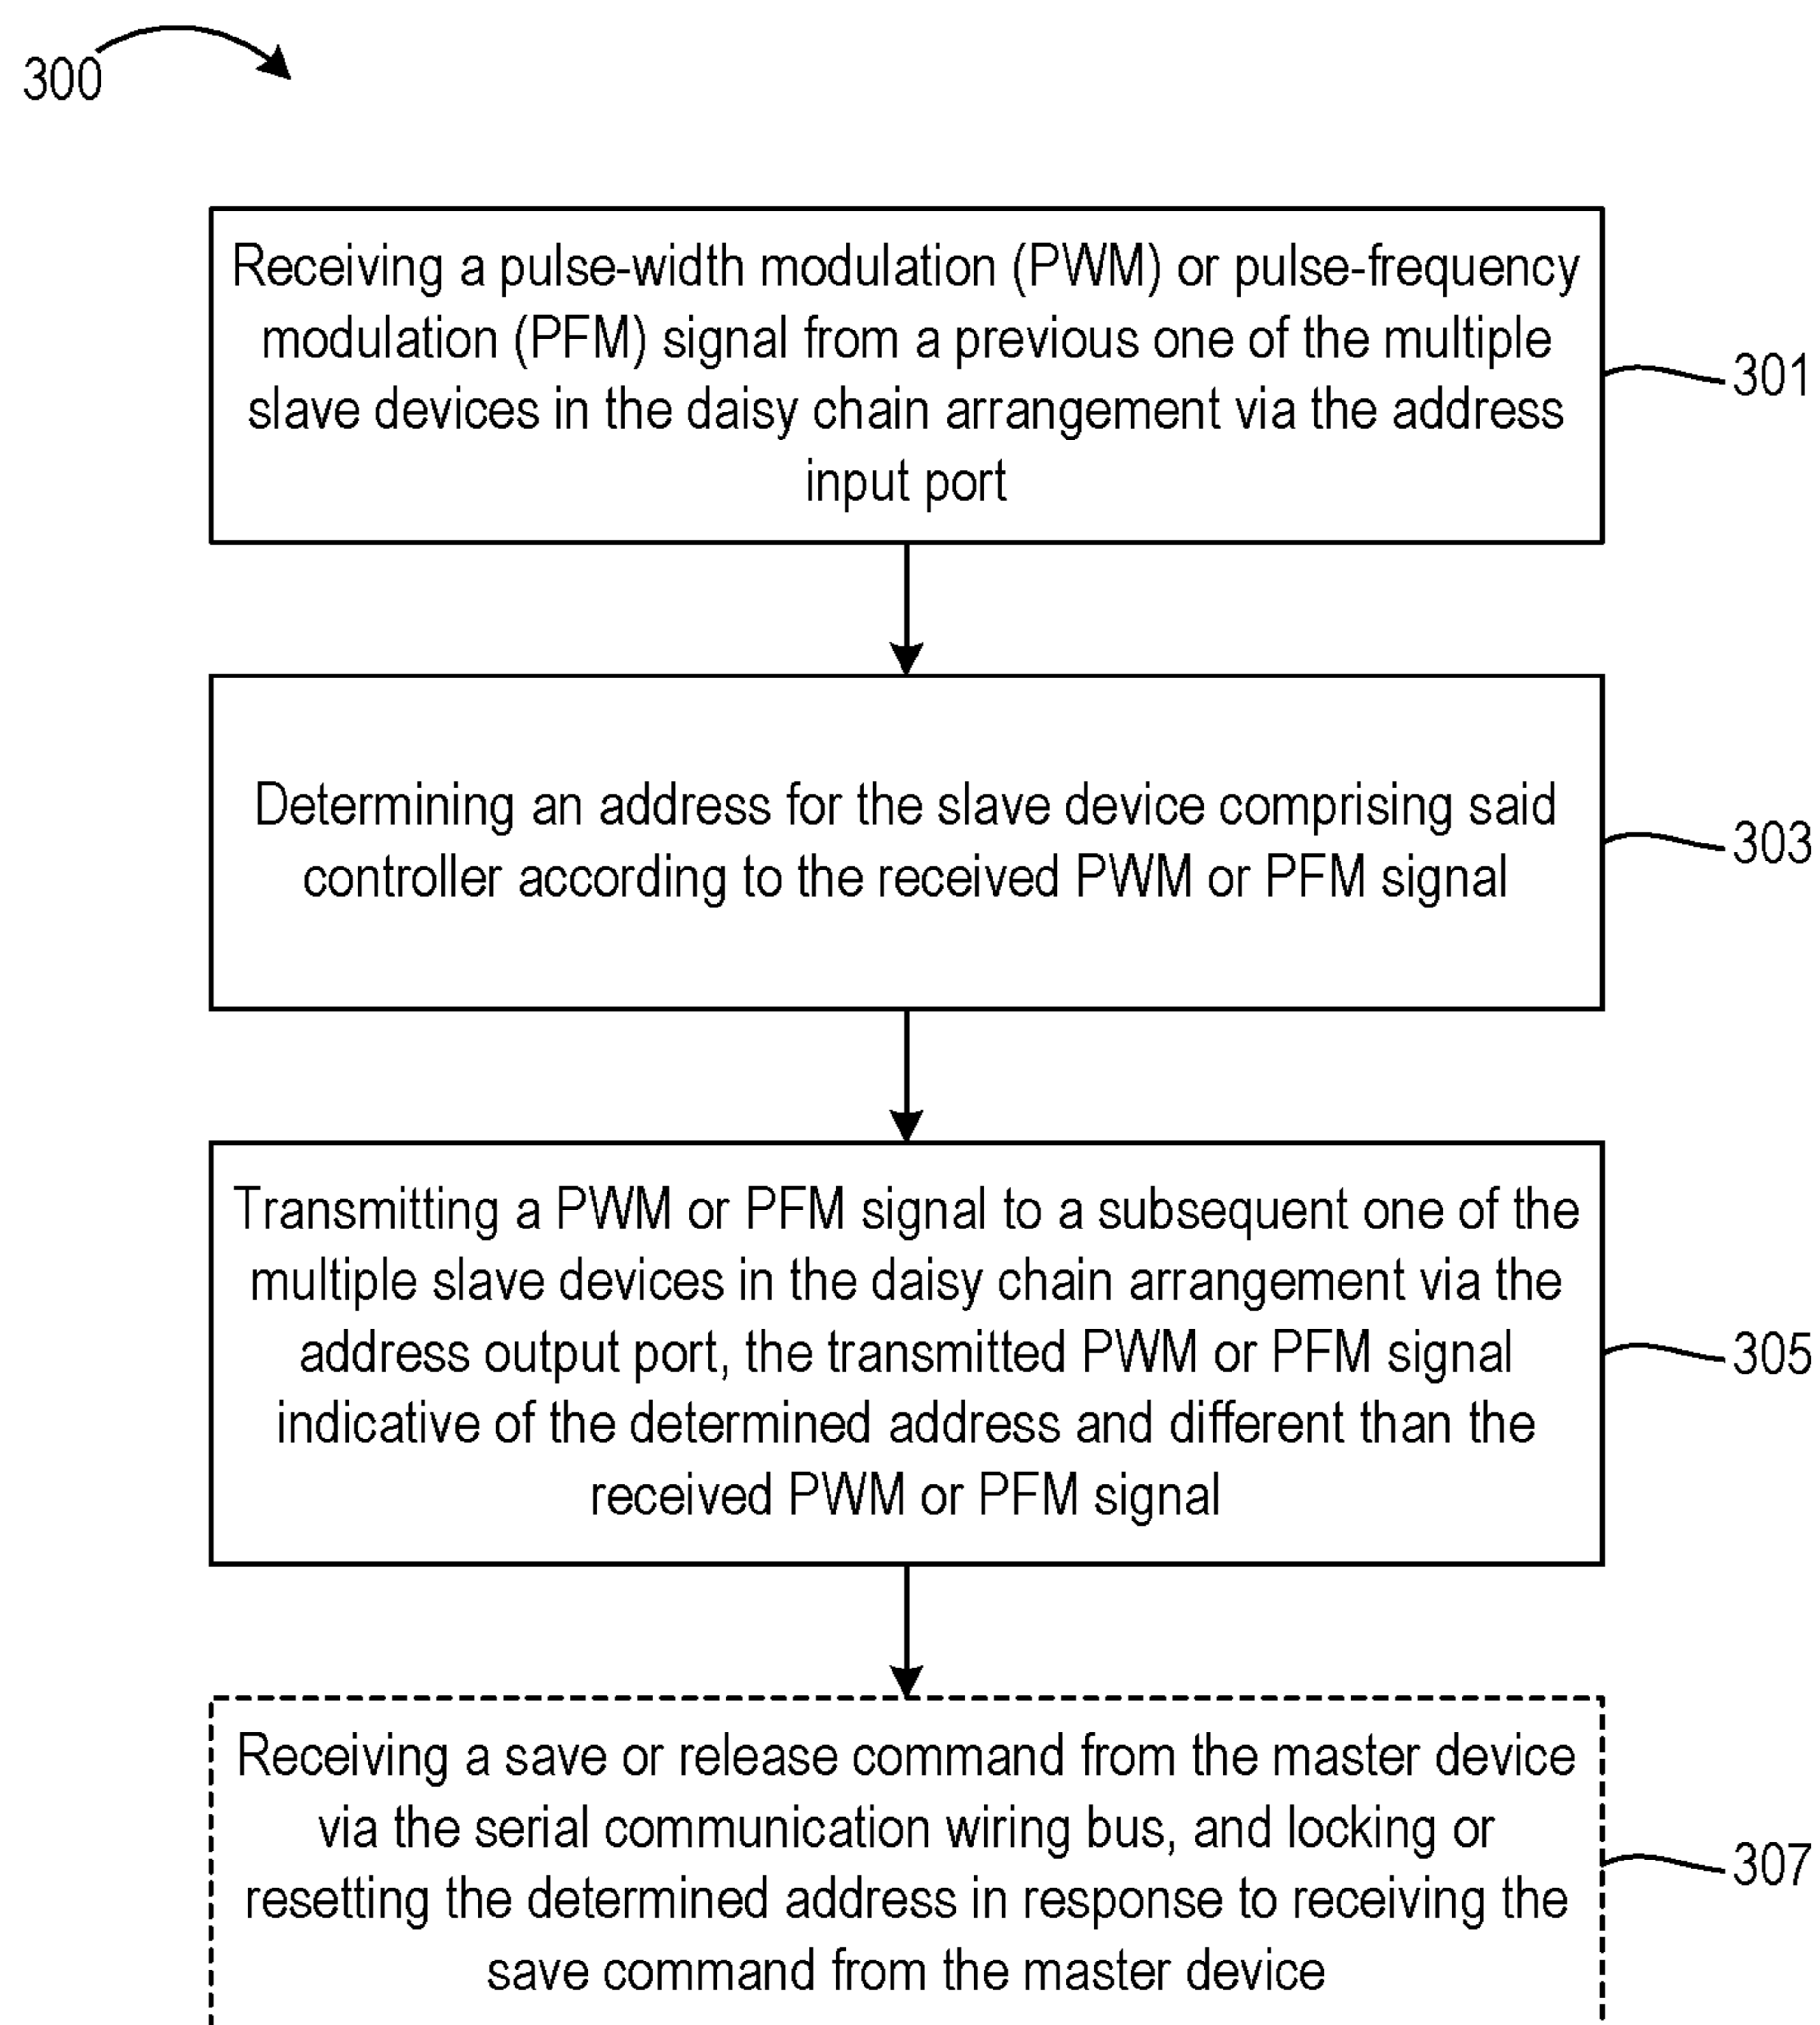 300
Receiving a pulse-width modulation (PWM) or pulse-frequency
modulation (PFM) signal from a previous one of the multiple
slave devices in the daisy chain arrangement via the address
input port
301
Determining an address for the slave device comprising said
controller according to the received PWM or PFM signal
303
Transmitting a PWM or PFM signal to a subsequent one of the
multiple slave devices in the daisy chain arrangement via the
address output port, the transmitted PWM or PFM signal
indicative of the determined address and different than the
received PWM or PFM signal
305
Receiving a save or release command from the master device
via the serial communication wiring bus, and locking or
resetting the determined address in response to receiving the
save command from the master device
307